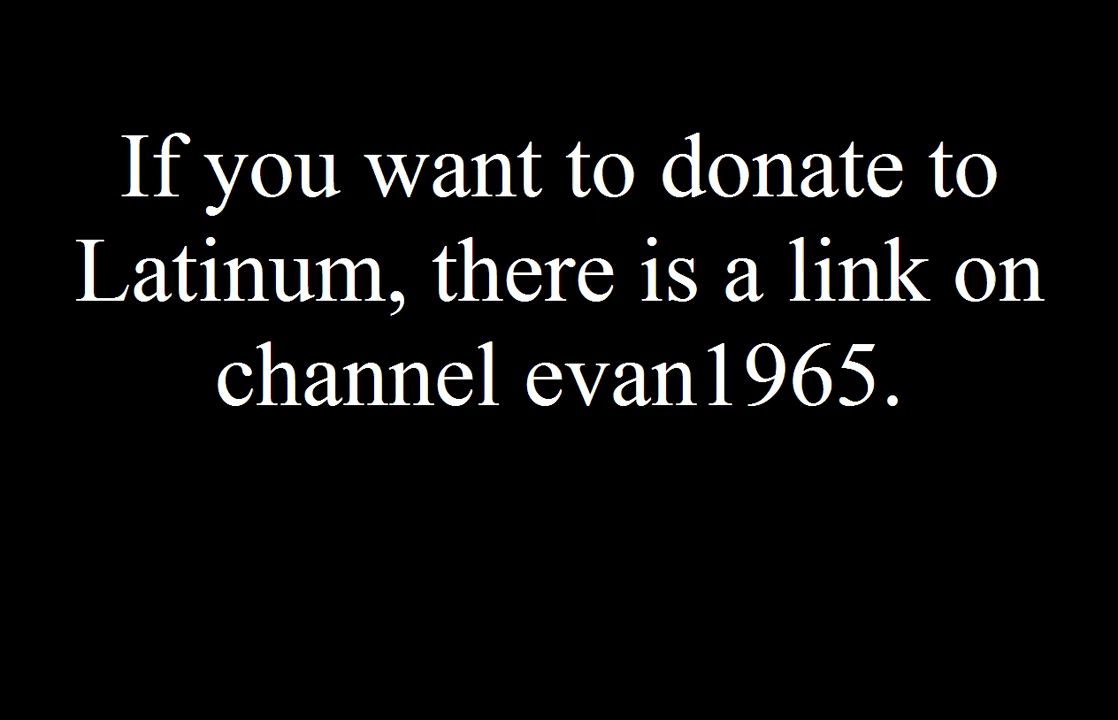 If you want to donate to
Latinum, there is a link on
channel evan1965.